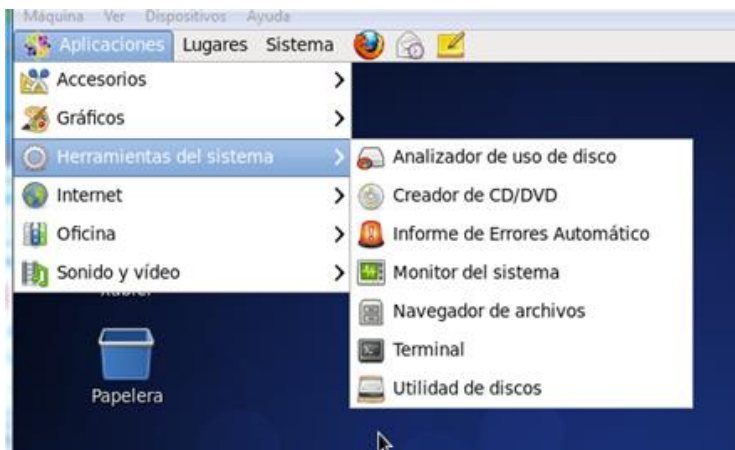 Máquina Ver Dispositivos Ayuda
Aplicaciones Lugares Sistema
Accesorios
Gráficos
Herramientas del sistema
Internet
Oficina
Sonido y vídeo
Analizador de uso de disco
Creador de CD/DVD
Informe de Errores Automático
Monitor del sistema
Navegador de archivos
Terminal
Utilidad de discos
Papelera